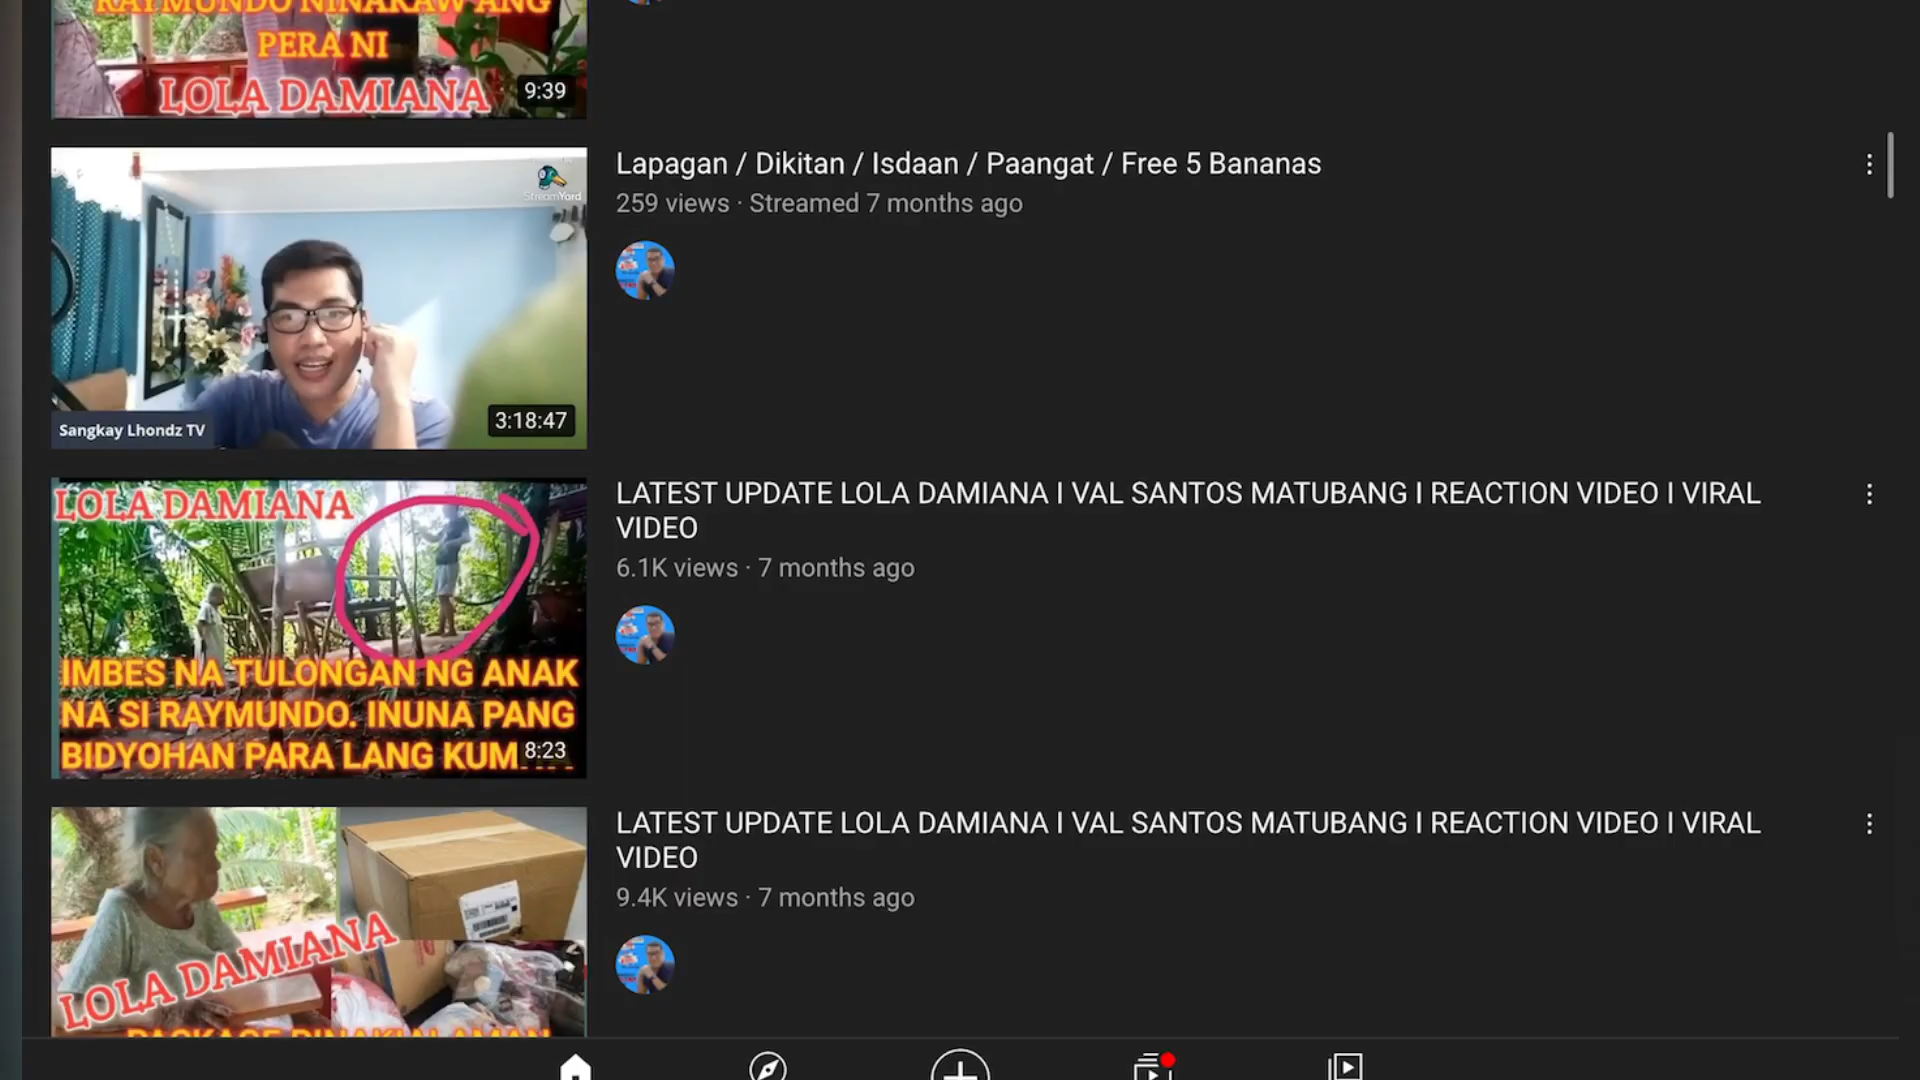 RAYMUNDO NINAKAW ANG
PERA NI
LOLA DAMIANA
9:39
Lapagan / Dikitan / Isdaan / Paangat / Free 5 Bananas
259 views · Streamed 7 months ago
StreamYard
Sangkay Lhondz TV
3:18:47
LOLA DAMIANA
IMBES NA TULONGAN NG ANAK
NA SI RAYMUNDO. INUNA PANG
BIDYOHAN PARA LANG KUM
8:23
LATEST UPDATE LOLA DAMIANA I VAL SANTOS MATUBANG I REACTION VIDEO I VIRAL
VIDEO
6.1K views · 7 months ago
LOLA DAMIANA
LATEST UPDATE LOLA DAMIANA I VAL SANTOS MATUBANG I REACTION VIDEO I VIRAL
VIDEO
9.4K views · 7 months ago